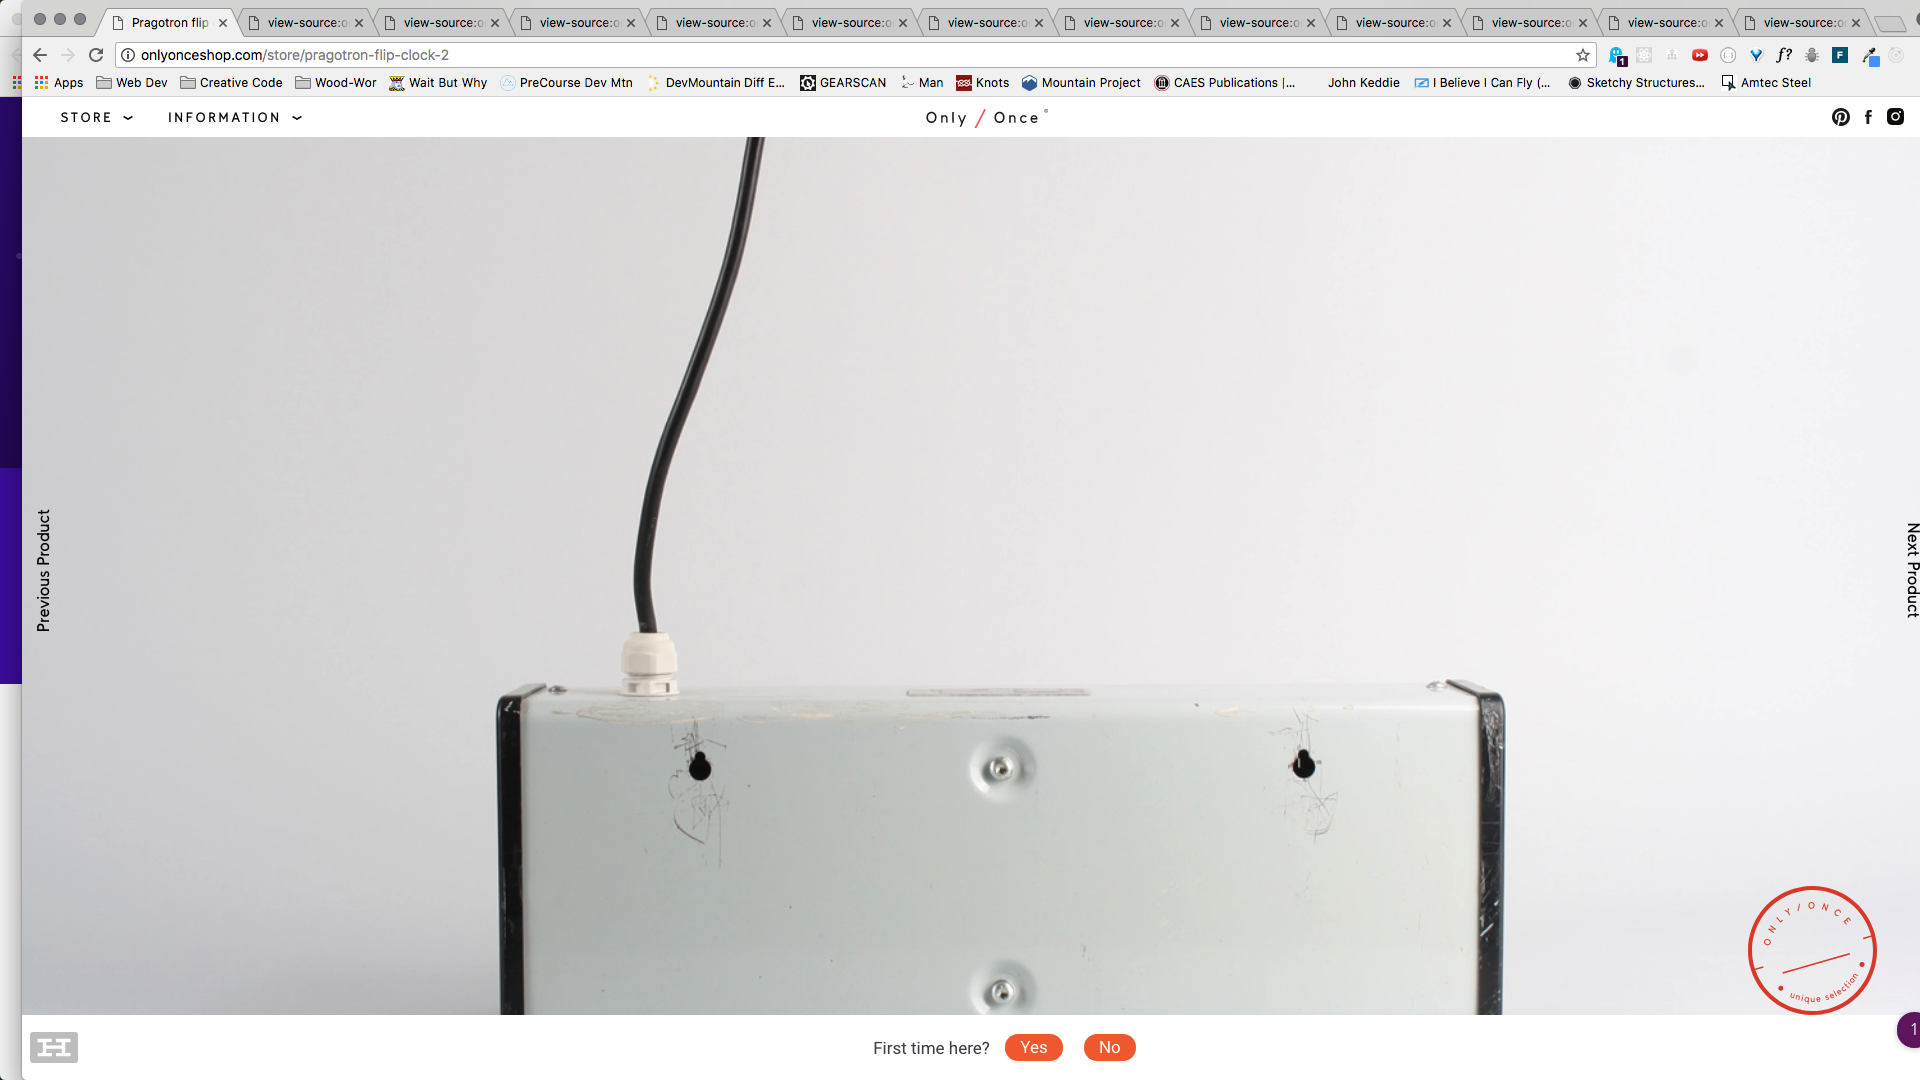 Pragotron flip
view-source:o
view-source:o
view-source:o
view-source:o
view-source:o
view-source:o
view-source:o
view-source:o
view-source:o
view-source:o
view-source:o
view-source:o
onlyonceshop.com/store/pragotron-flip-clock-2
1
f?
F
Apps
Web Dev
Creative Code
Wood-Wor
Wait But Why
PreCourse Dev Mtn
DevMountain Diff E...
GEARSCAN
Man
Knots
Mountain Project
CAES Publications |...
John Keddie
I Believe I Can Fly (...
Sketchy Structures...
Amtec Steel
STORE
INFORMATION
Only / Once
Previous Product
Next Product
ONLY/ONCE
unique selection
First time here?
Yes
No
1